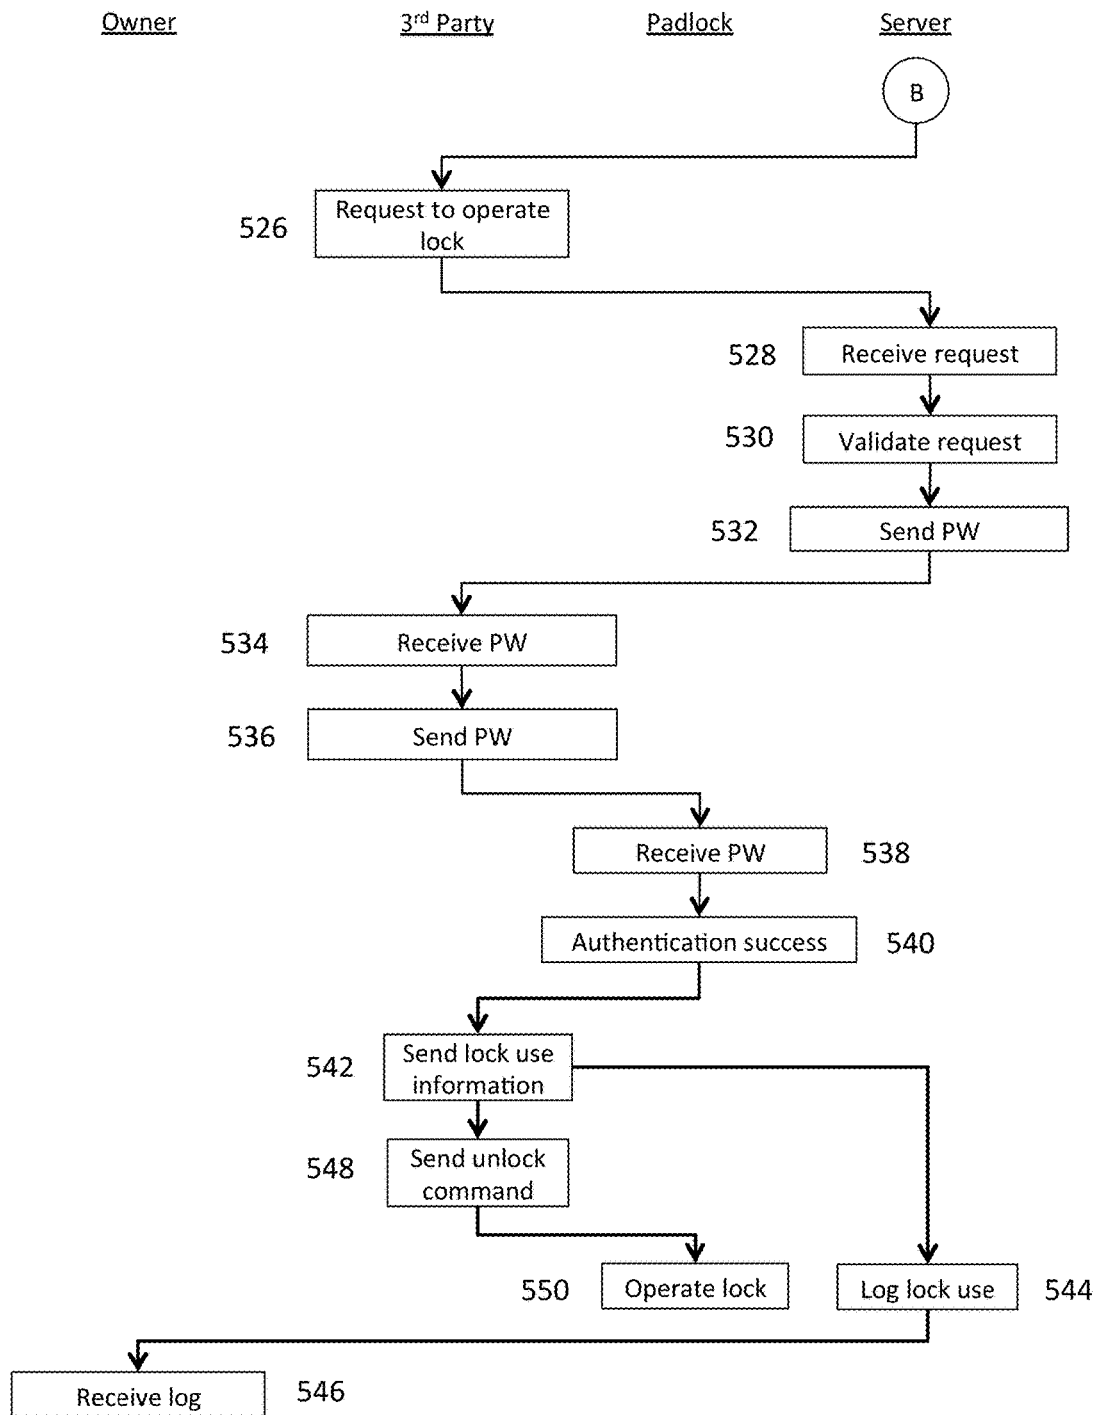 Owner
3rd Party
Padlock
Server
B
526
Request to operate
lock
528
Receive request
530
Validate request
532
Send PW
534
Receive PW
536
Send PW
Receive PW
538
Authentication success
540
542
Send lock use
information
548
Send unlock
command
550
Operate lock
Log lock use
544
Receive log
546